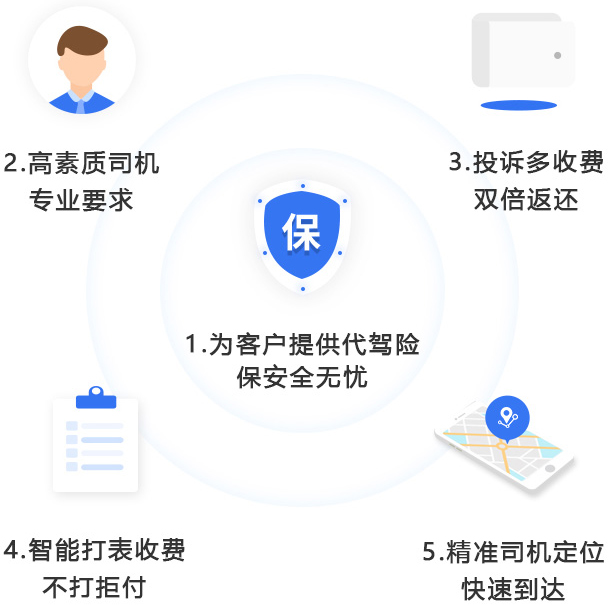 2.高素质司机
专业要求
3.投诉多收费
双倍返还
保
1.为客户提供代驾险
保安全无忧
4.智能打表收费
不打拒付
5.精准司机定位
快速到达